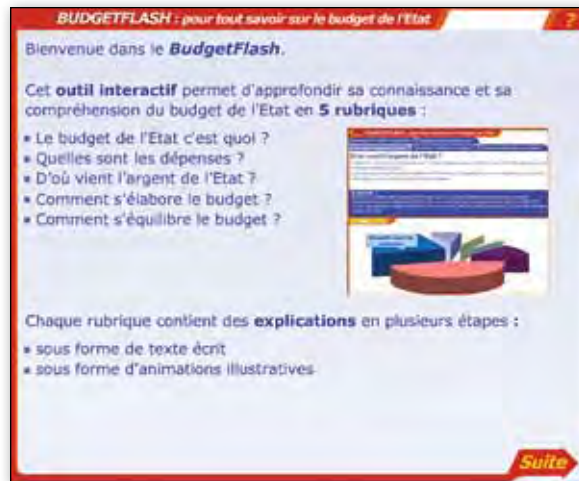 BUDGETFLASH : pour tout savoir sur le budget de l'Etat
?
Bienvenue dans le BudgetFlash.
Cet outil interactif permet d'approfondir sa connaissance et sa
compréhension du budget de l'Etat en 5 rubriques :
▪ Le budget de l'Etat c'est quoi ?
▪ Quelles sont les dépenses ?
▪ D'où vient l'argent de l'Etat ?
▪ Comment s'élabore le budget ?
▪ Comment s'équilibre le budget ?
Chaque rubrique contient des explications en plusieurs étapes :
▪ sous forme de texte écrit
▪ sous forme d'animations illustratives
Suite